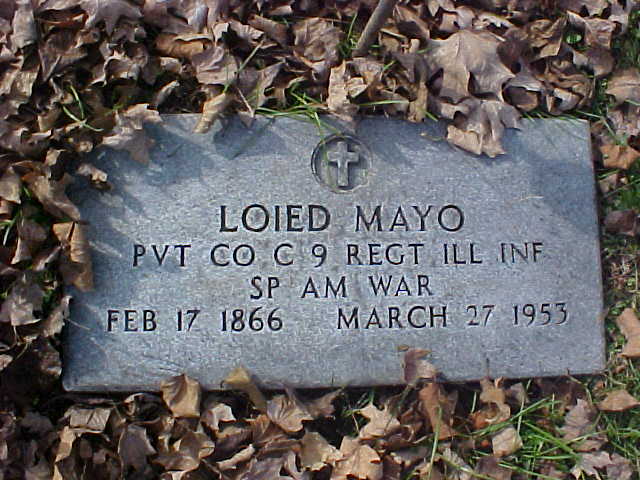 LOIED MAYO
PVT CO C 9 REGT ILL INF
SP AM WAR
FEB 17 1866 MARCH 27 1953